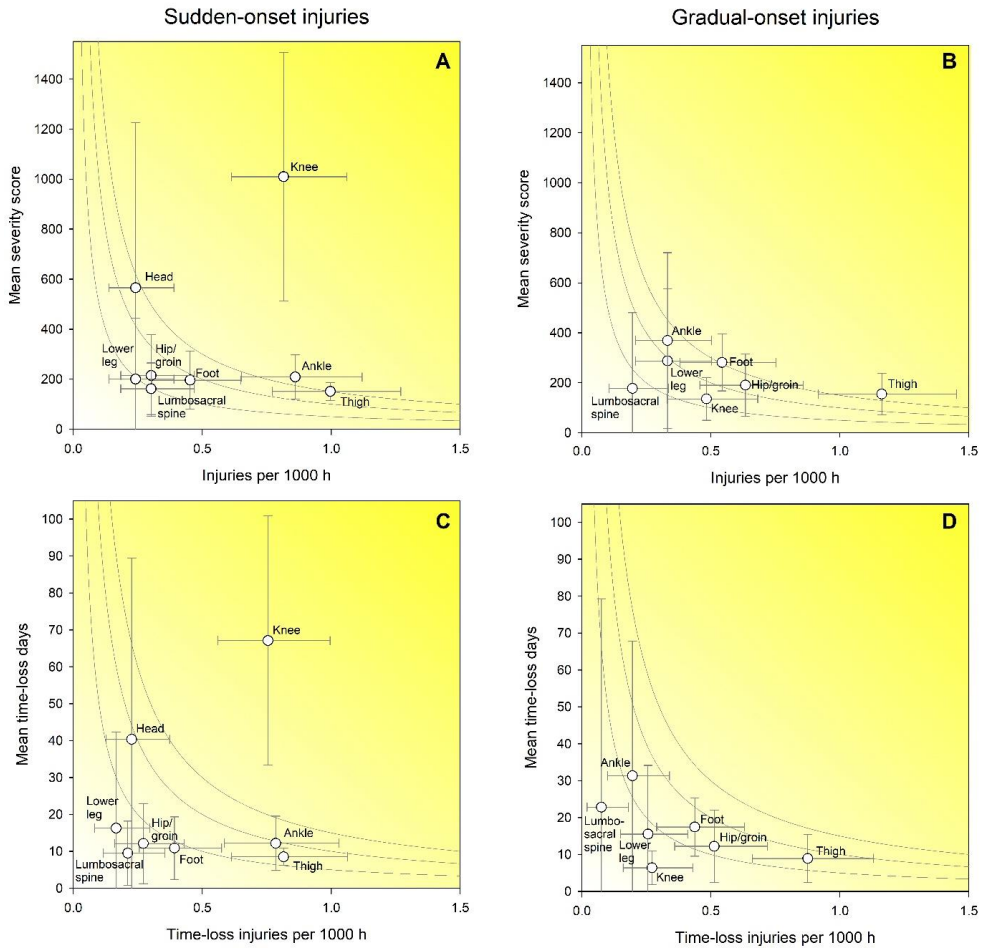 Sudden-onset injuries
Gradual-onset injuries
A
1400
1200
1000
800
600
400
200
0
Mean severity score
Knee
Head
Lower
leg
Hip/
groin
Foot
Lumbosacral
spine
Ankle
Thigh
0.0
0.5
1.0
1.5
Injuries per 1000 h
B
1400
1200
1000
800
600
400
200
0
Mean severity score
Ankle
Lower
leg
Foot
Hip/groin
Thigh
Lumbosacral
spine
Knee
0.0
0.5
1.0
1.5
Injuries per 1000 h
C
100
90
80
70
60
50
40
30
20
10
0
Mean time-loss days
Knee
Head
Lower
leg
Hip/
groin
Foot
Lumbosacral
spine
Ankle
Thigh
0.0
0.5
1.0
1.5
Time-loss injuries per 1000 h
D
100
90
80
70
60
50
40
30
20
10
0
Mean time-loss days
Ankle
Lumbo-
sacral
spine
Lower
leg
Foot
Hip/groin
Thigh
Knee
0.0
0.5
1.0
1.5
Time-loss injuries per 1000 h